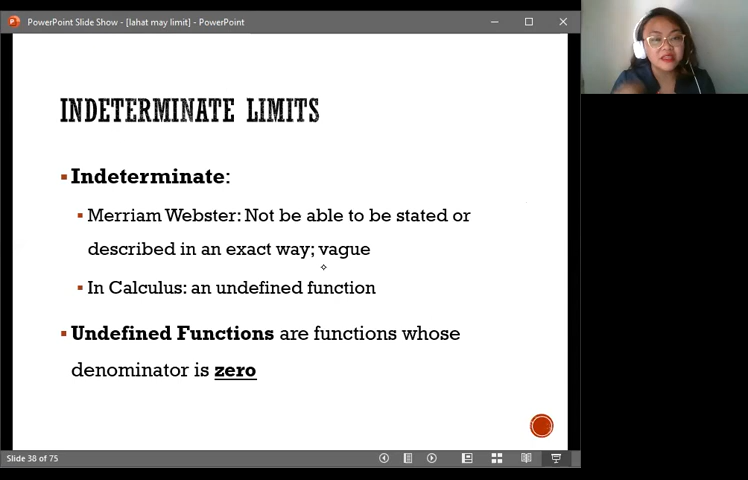 PowerPoint Slide Show - [lahat may limit] - PowerPoint
INDETERMINATE LIMITS
Indeterminate:
Merriam Webster: Not be able to be stated or
described in an exact way; vague
In Calculus: an undefined function
Undefined Functions are functions whose
denominator is zero
Slide 38 of 75